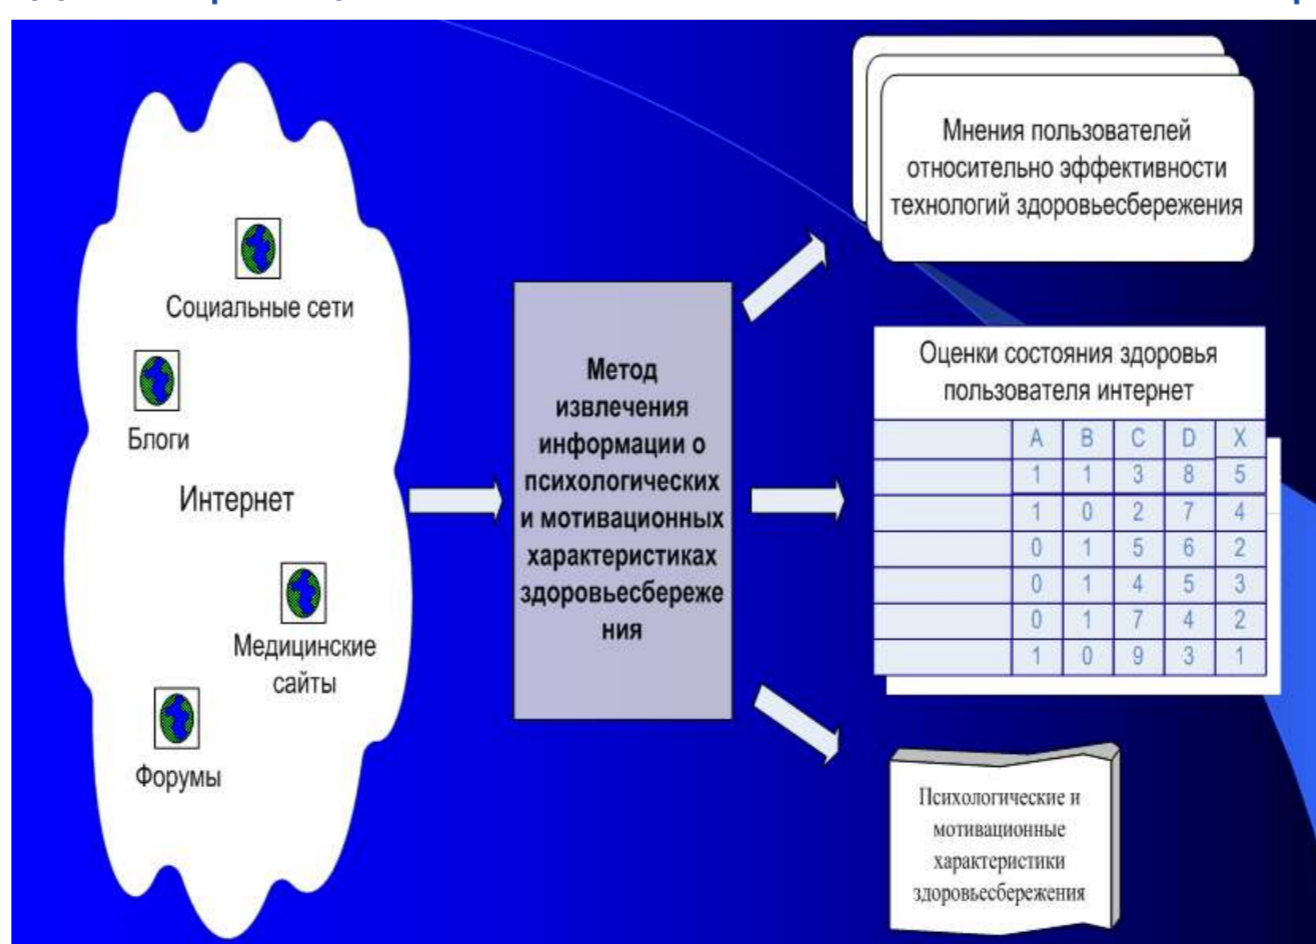 Социальные сети
Блоги
Интернет
Медицинские
сайты
Форумы
Метод
извлечения
информации о
психологических
и мотивационных
характеристиках
здоровьесбереже
ния
Мнения пользователей
относительно эффективности
технологий здоровьесбережения
Оценки состояния здоровья
пользователя интернет
A B C D X
1 1 3 8 5
1 0 2 7 4
0 1 5 6 2
0 1 4 5 3
0 1 7 4 2
1 0 9 3 1
Психологические и
мотивационные
характеристики
здоровьесбережения